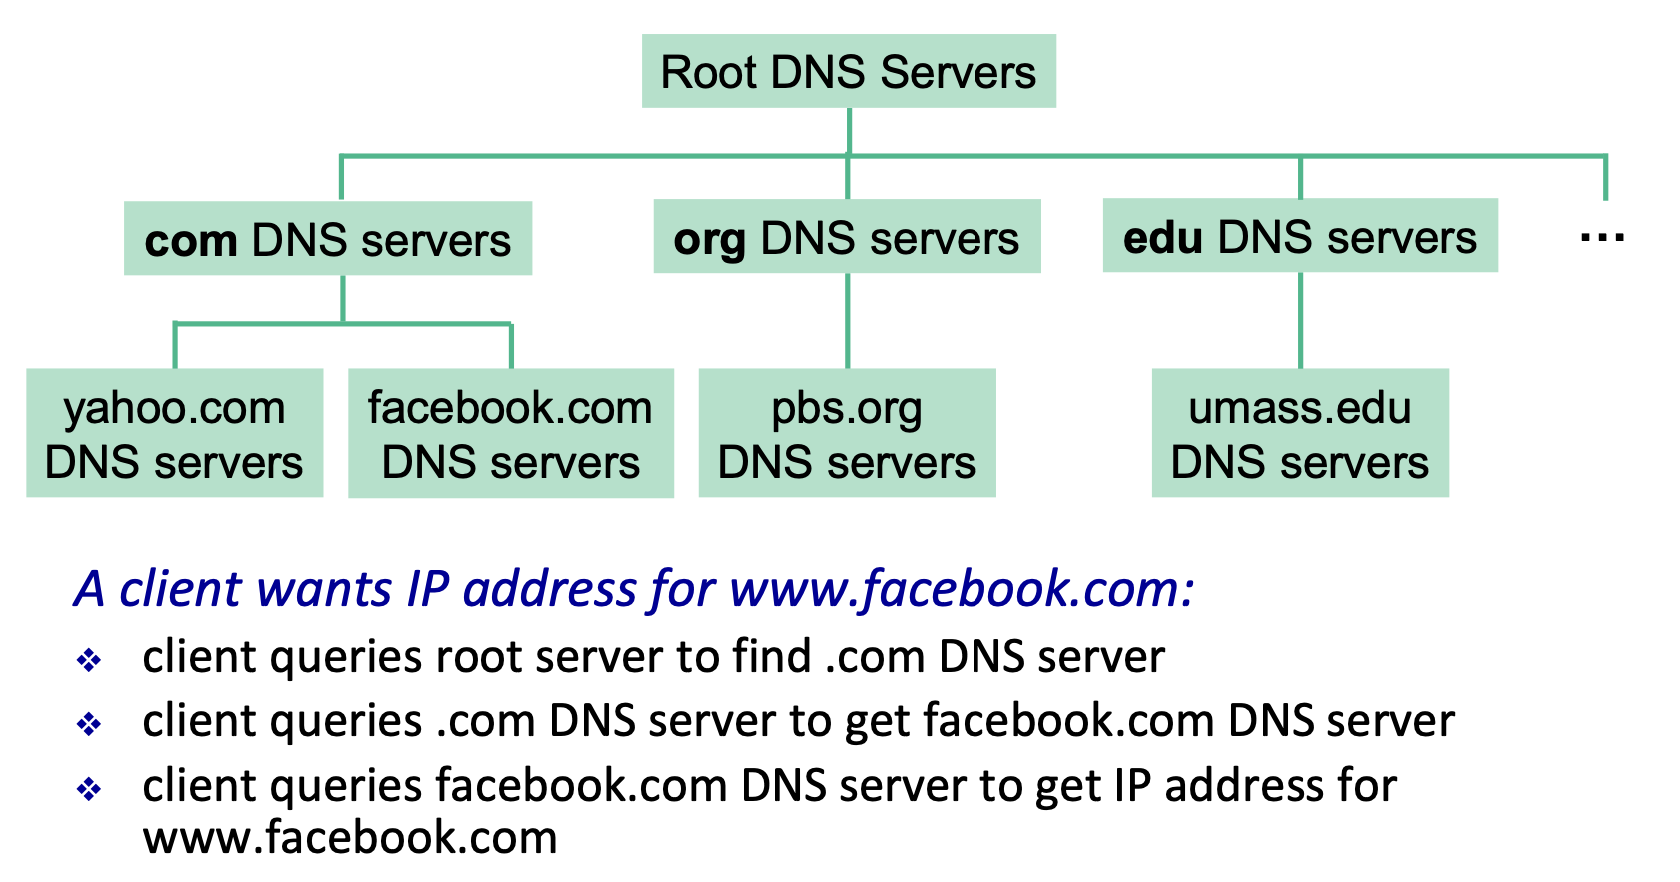 Root DNS Servers
com DNS servers
org DNS servers
edu DNS servers
...
yahoo.com
DNS servers
facebook.com
DNS servers
pbs.org
DNS servers
umass.edu
DNS servers
A client wants IP address for www.facebook.com:
❖ client queries root server to find .com DNS server
❖ client queries .com DNS server to get facebook.com DNS server
❖ client queries facebook.com DNS server to get IP address for
www.facebook.com